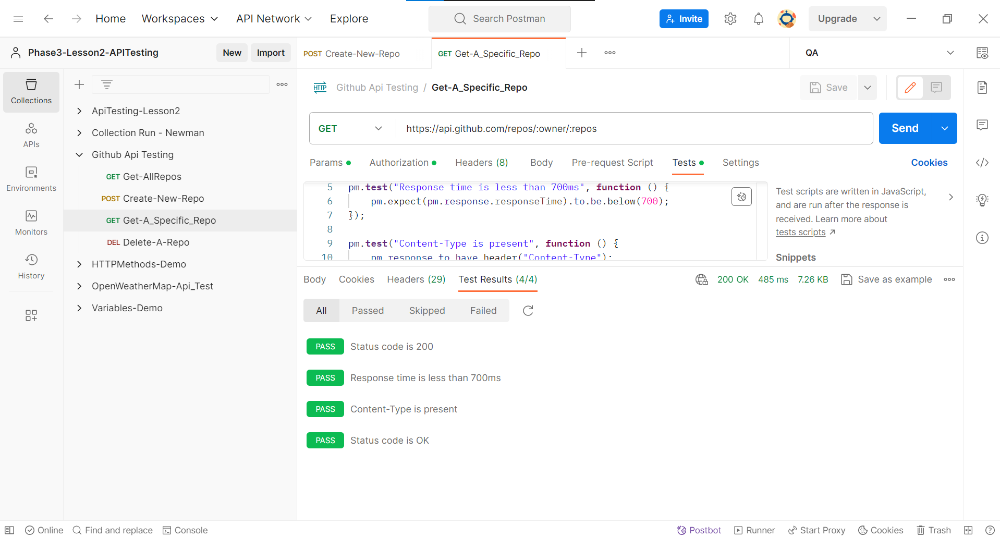 Home Workspaces API Network Explore Search Postman Invite Upgrade
Phase3-Lesson2-APITesting New Import POST Create-New-Repo GET Get-A_Specific_Repo QA
Collections
APIs
Environments
Monitors
History
ApiTesting-Lesson2
Collection Run - Newman
Github Api Testing
GET Get-AllRepos
POST Create-New-Repo
GET Get-A_Specific_Repo
DEL Delete-A-Repo
HTTPMethods-Demo
OpenWeatherMap-Api_Test
Variables-Demo
HTTP Github Api Testing / Get-A_Specific_Repo Save
GET https://api.github.com/repos/:owner/:repos Send
Params Authorization Headers (8) Body Pre-request Script Tests Settings Cookies
5 pm.test("Response time is less than 700ms", function () {
6 pm.expect(pm.response.responseTime).to.be.below(700);
7 });
8
9 pm.test("Content-Type is present", function () {
10 pm.response.to.have.header("Content-Type");
Test scripts are written in JavaScript,
and are run after the response is
received. Learn more about
tests scripts ↗
Snippets
Body Cookies Headers (29) Test Results (4/4) 200 OK 485 ms 7.26 KB Save as example
All Passed Skipped Failed
PASS Status code is 200
PASS Response time is less than 700ms
PASS Content-Type is present
PASS Status code is OK
Online Find and replace Console Postbot Runner Start Proxy Cookies Trash